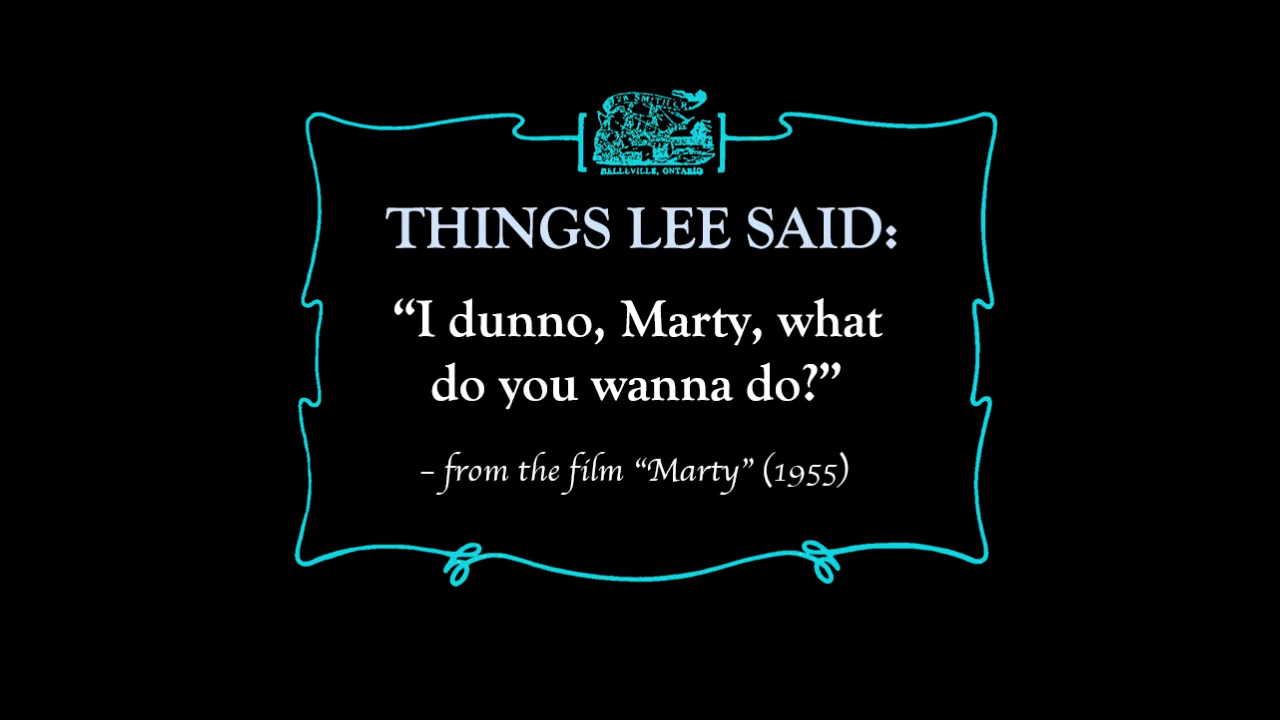 BELLEVILLE, ONTARIO
THINGS LEE SAID:
“I dunno, Marty, what
do you wanna do?”
– from the film “Marty” (1955)